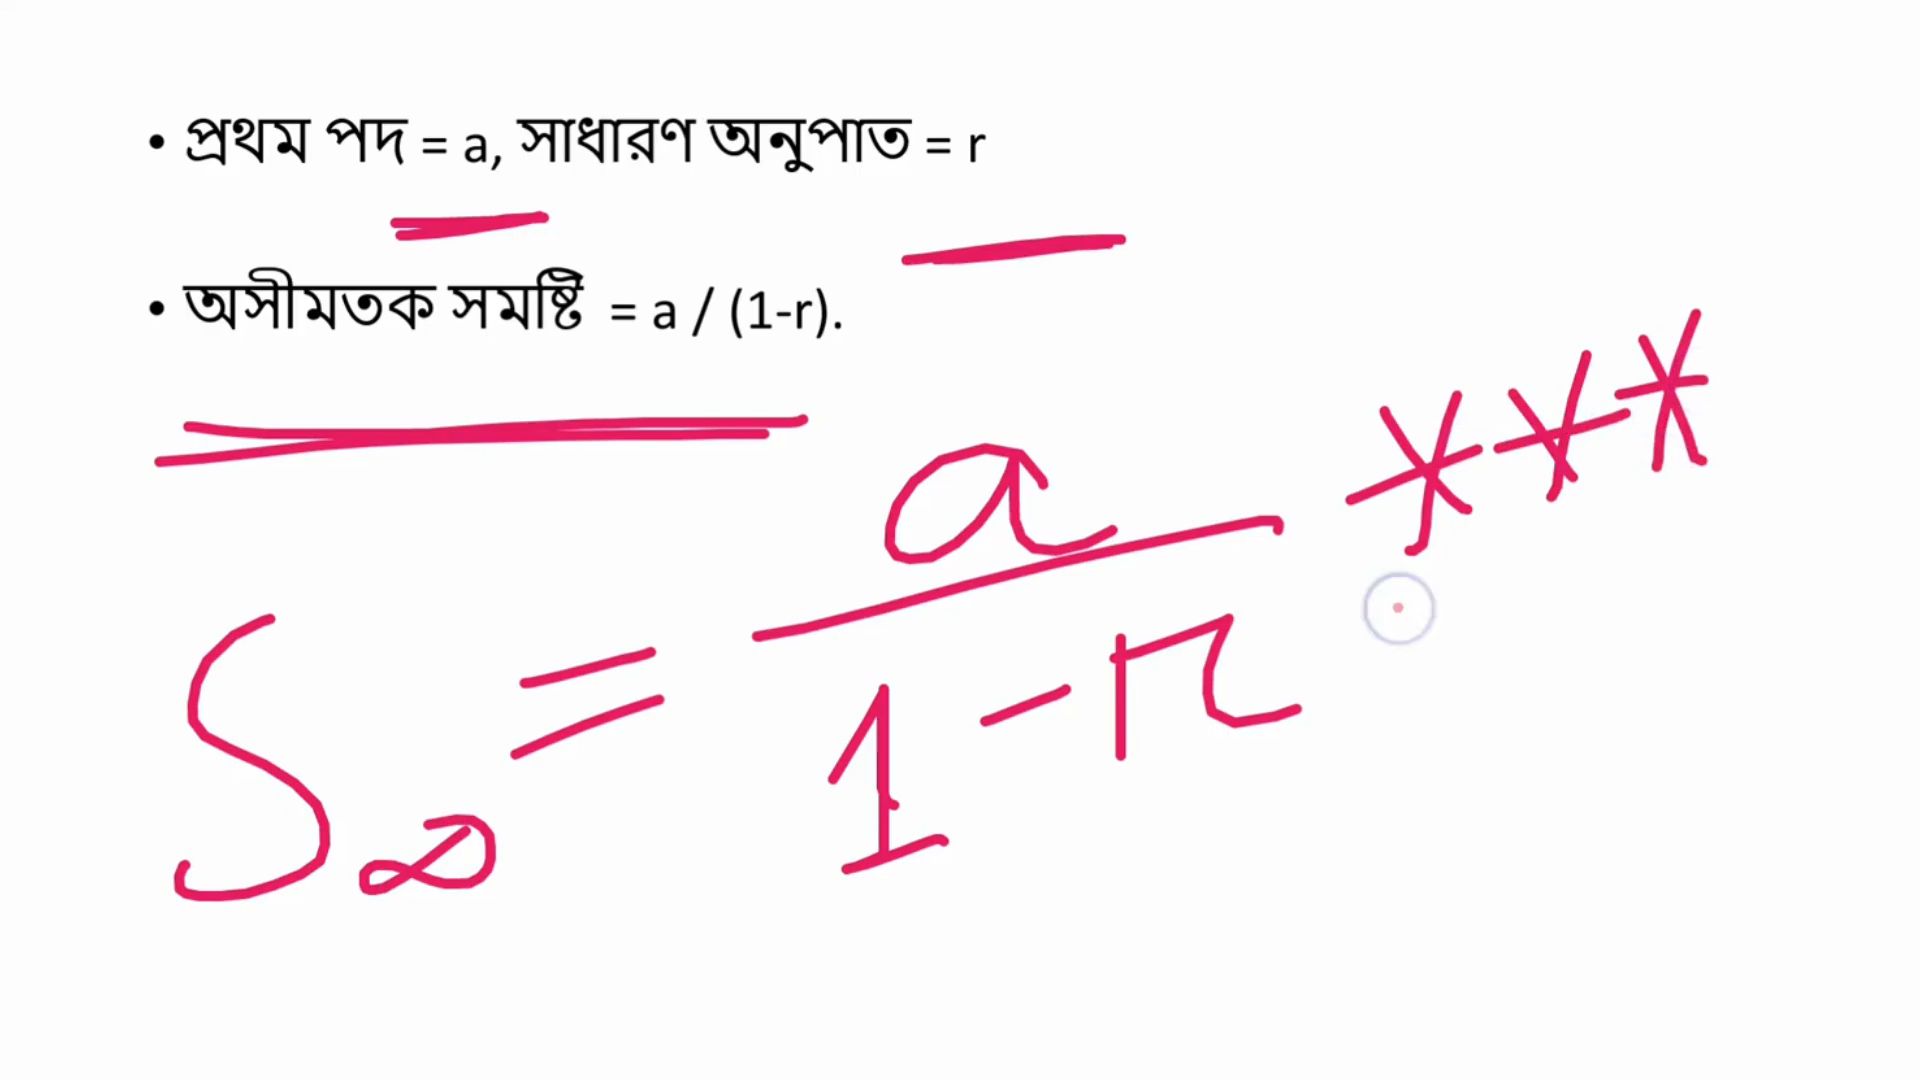 • প্রথম পদ = a, সাধারণ অনুপাত = r
• অসীমতক সমষ্টি = a / (1-r).
S∞ = a / 1 - r ***